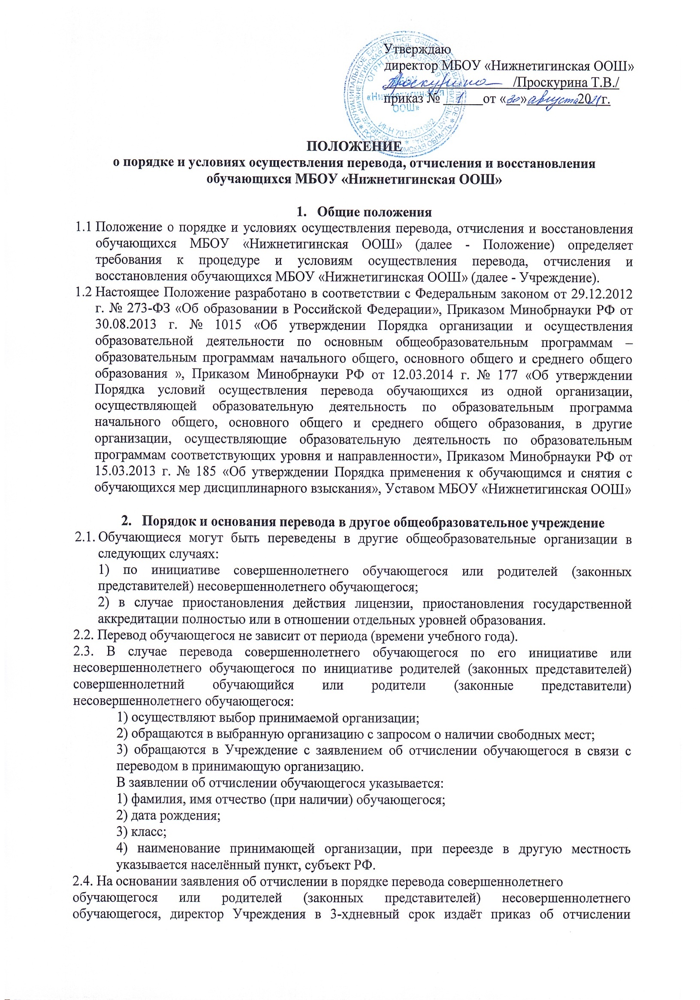 Утверждаю
директор МБОУ «Нижнетигинская ООШ»
Проскурина /Проскурина Т.В./
приказ № 1 от «30» августа 2021 г.
МУНИЦИПАЛЬНОЕ БЮДЖЕТНОЕ
ОГРН
«Нижнетигинская
ООШ»
ИНН 7015001962
ПОЛОЖЕНИЕ
о порядке и условиях осуществления перевода, отчисления и восстановления
обучающихся МБОУ «Нижнетигинская ООШ»
1. Общие положения
1.1 Положение о порядке и условиях осуществления перевода, отчисления и восстановления
обучающихся МБОУ «Нижнетигинская ООШ» (далее - Положение) определяет
требования к процедуре и условиям осуществления перевода, отчисления и
восстановления обучающихся МБОУ «Нижнетигинская ООШ» (далее - Учреждение).
1.2 Настоящее Положение разработано в соответствии с Федеральным законом от 29.12.2012
г. № 273-ФЗ «Об образовании в Российской Федерации», Приказом Минобрнауки РФ от
30.08.2013 г. № 1015 «Об утверждении Порядка организации и осуществления
образовательной деятельности по основным общеобразовательным программам –
образовательным программам начального общего, основного общего и среднего общего
образования », Приказом Минобрнауки РФ от 12.03.2014 г. № 177 «Об утверждении
Порядка условий осуществления перевода обучающихся из одной организации,
осуществляющей образовательную деятельность по образовательным программа
начального общего, основного общего и среднего общего образования, в другие
организации, осуществляющие образовательную деятельность по образовательным
программам соответствующих уровня и направленности», Приказом Минобрнауки РФ от
15.03.2013 г. № 185 «Об утверждении Порядка применения к обучающимся и снятия с
обучающихся мер дисциплинарного взыскания», Уставом МБОУ «Нижнетигинская ООШ»
2. Порядок и основания перевода в другое общеобразовательное учреждение
2.1. Обучающиеся могут быть переведены в другие общеобразовательные организации в
следующих случаях:
1) по инициативе совершеннолетнего обучающегося или родителей (законных
представителей) несовершеннолетнего обучающегося;
2) в случае приостановления действия лицензии, приостановления государственной
аккредитации полностью или в отношении отдельных уровней образования.
2.2. Перевод обучающегося не зависит от периода (времени учебного года).
2.3. В случае перевода совершеннолетнего обучающегося по его инициативе или
несовершеннолетнего обучающегося по инициативе родителей (законных представителей)
совершеннолетний обучающийся или родители (законные представители)
несовершеннолетнего обучающегося:
1) осуществляют выбор принимаемой организации;
2) обращаются в выбранную организацию с запросом о наличии свободных мест;
3) обращаются в Учреждение с заявлением об отчислении обучающегося в связи с
переводом в принимающую организацию.
В заявлении об отчислении обучающегося указывается:
1) фамилия, имя отчество (при наличии) обучающегося;
2) дата рождения;
3) класс;
4) наименование принимающей организации, при переезде в другую местность
указывается населённый пункт, субъект РФ.
2.4. На основании заявления об отчислении в порядке перевода совершеннолетнего
обучающегося или родителей (законных представителей) несовершеннолетнего
обучающегося, директор Учреждения в 3-хдневный срок издаёт приказ об отчислении